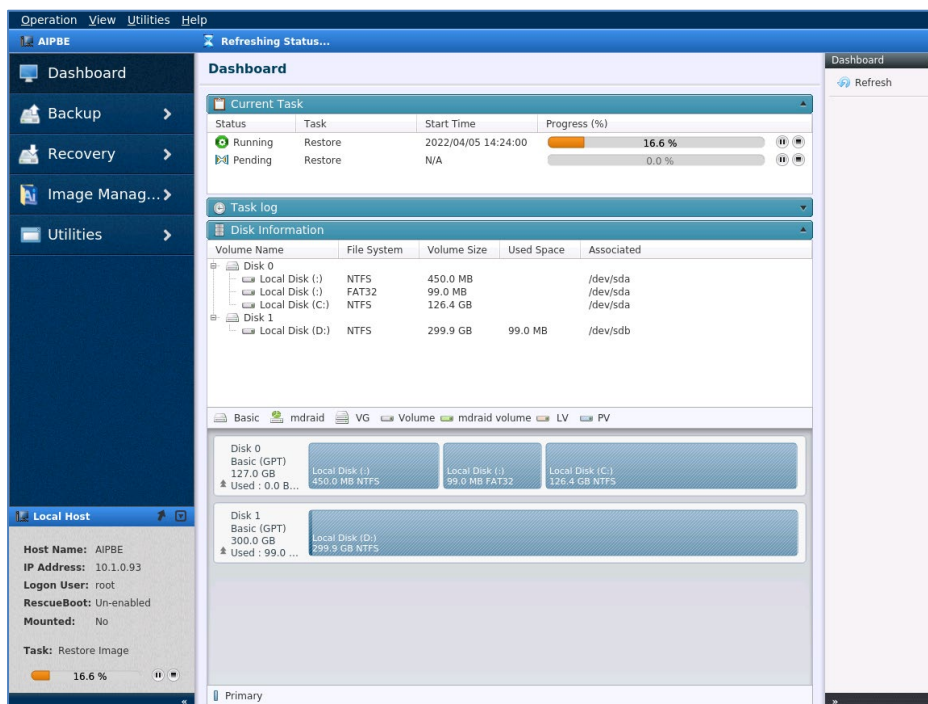 Operation View Utilities Help
AIPBE
Refreshing Status...
Dashboard
Backup
Recovery
Image Manag...
Utilities
Dashboard
Current Task
Status Task Start Time Progress (%)
Running Restore 2022/04/05 14:24:00 16.6 %
Pending Restore N/A 0.0 %
Task log
Disk Information
Volume Name File System Volume Size Used Space Associated
Disk 0
Local Disk (:) NTFS 450.0 MB /dev/sda
Local Disk (:) FAT32 99.0 MB /dev/sda
Local Disk (C:) NTFS 126.4 GB /dev/sda
Disk 1
Local Disk (D:) NTFS 299.9 GB 99.0 MB /dev/sdb
Basic mdraid VG Volume mdraid volume LV PV
Disk 0
Basic (GPT)
127.0 GB
Used : 0.0 B...
Local Disk (:)
450.0 MB NTFS
Local Disk (:)
99.0 MB FAT32
Local Disk (C:)
126.4 GB NTFS
Disk 1
Basic (GPT)
300.0 GB
Used : 99.0 ...
Local Disk (D:)
299.9 GB NTFS
Primary
Local Host
Host Name: AIPBE
IP Address: 10.1.0.93
Logon User: root
RescueBoot: Un-enabled
Mounted: No
Task: Restore Image
16.6 %
«
Dashboard
Refresh
»